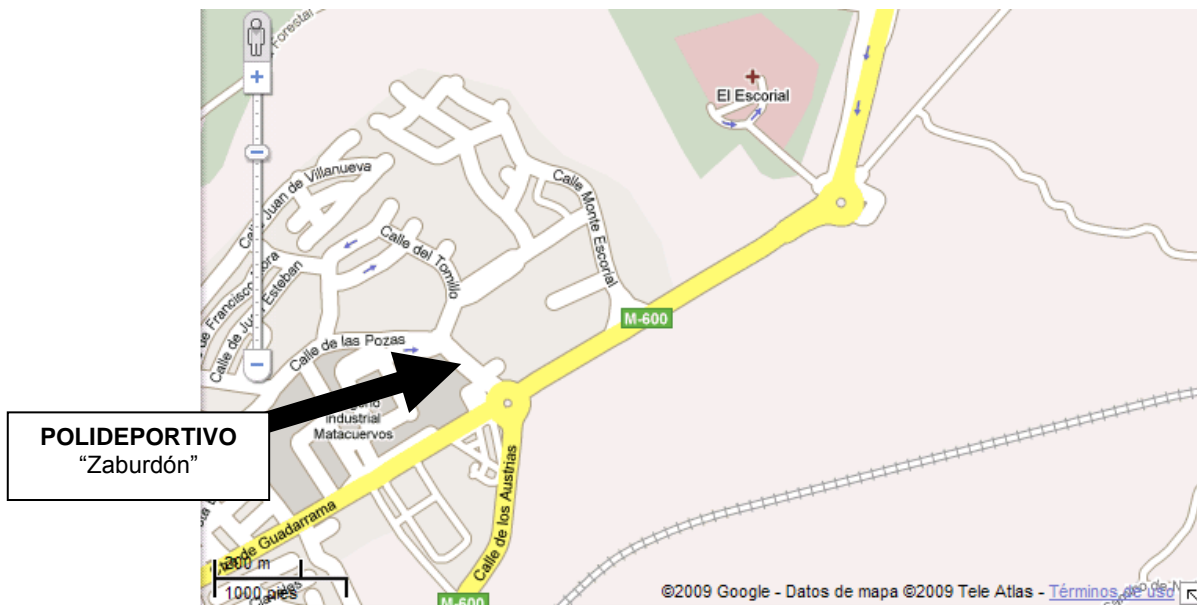 Forestal
El Escorial
Calle Juan de Villanueva
Calle Monte Escorial
Calle del Tomillo
M-600
Calle de las Pozas
industrial
Matacuervos
POLIDEPORTIVO
“Zaburdón”
Calle de los Austrias
de Guadarrama
200 m
1000 pies
M-600
©2009 Google - Datos de mapa ©2009 Tele Atlas - Términos de uso